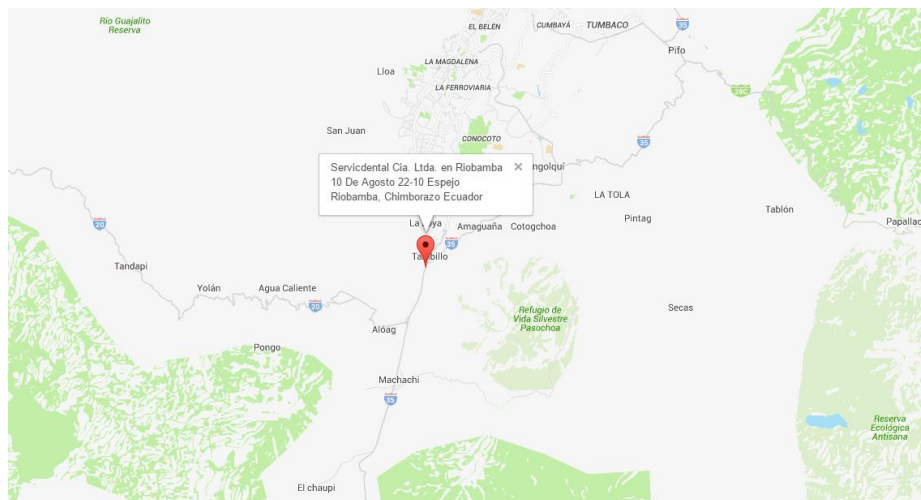 Rio Guajalito
Reserva
EL BELÉN
CUMBAYÁ
TUMBACO
35
Pifo
LA MAGDALENA
Lloa
LA FERROVIARIA
28C
San Juan
CONOCOTO
35
Servicdental Cia. Ltda. en Riobamba
10 De Agosto 22-10 Espejo
Riobamba, Chimborazo Ecuador
LA TOLA
Tablón
Pintag
Papallac
20
Amaguaña
Cotogchoa
35
Tandapi
Yolán
Agua Caliente
20
Refugio de
Vida Silvestre
Pasochoa
Secas
Alóag
Pongo
Machachi
35
Reserva
Ecológica
Antisana
El chaupi